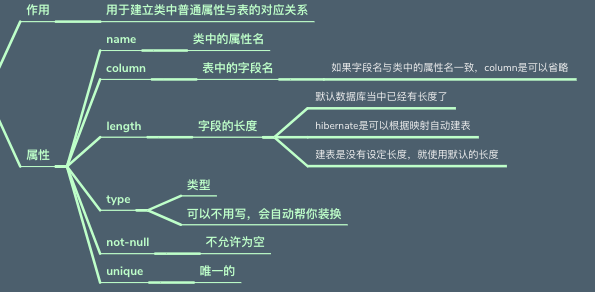 作用
用于建立类中普通属性与表的对应关系
name
类中的属性名
column
表中的字段名
如果字段名与类中的属性名一致，column是可以省略
默认数据库当中已经有长度了
length
字段的长度
hibernate是可以根据映射自动建表
建表是没有设定长度，就使用默认的长度
属性
类型
type
可以不用写，会自动帮你装换
not-null
不允许为空
unique
唯一的